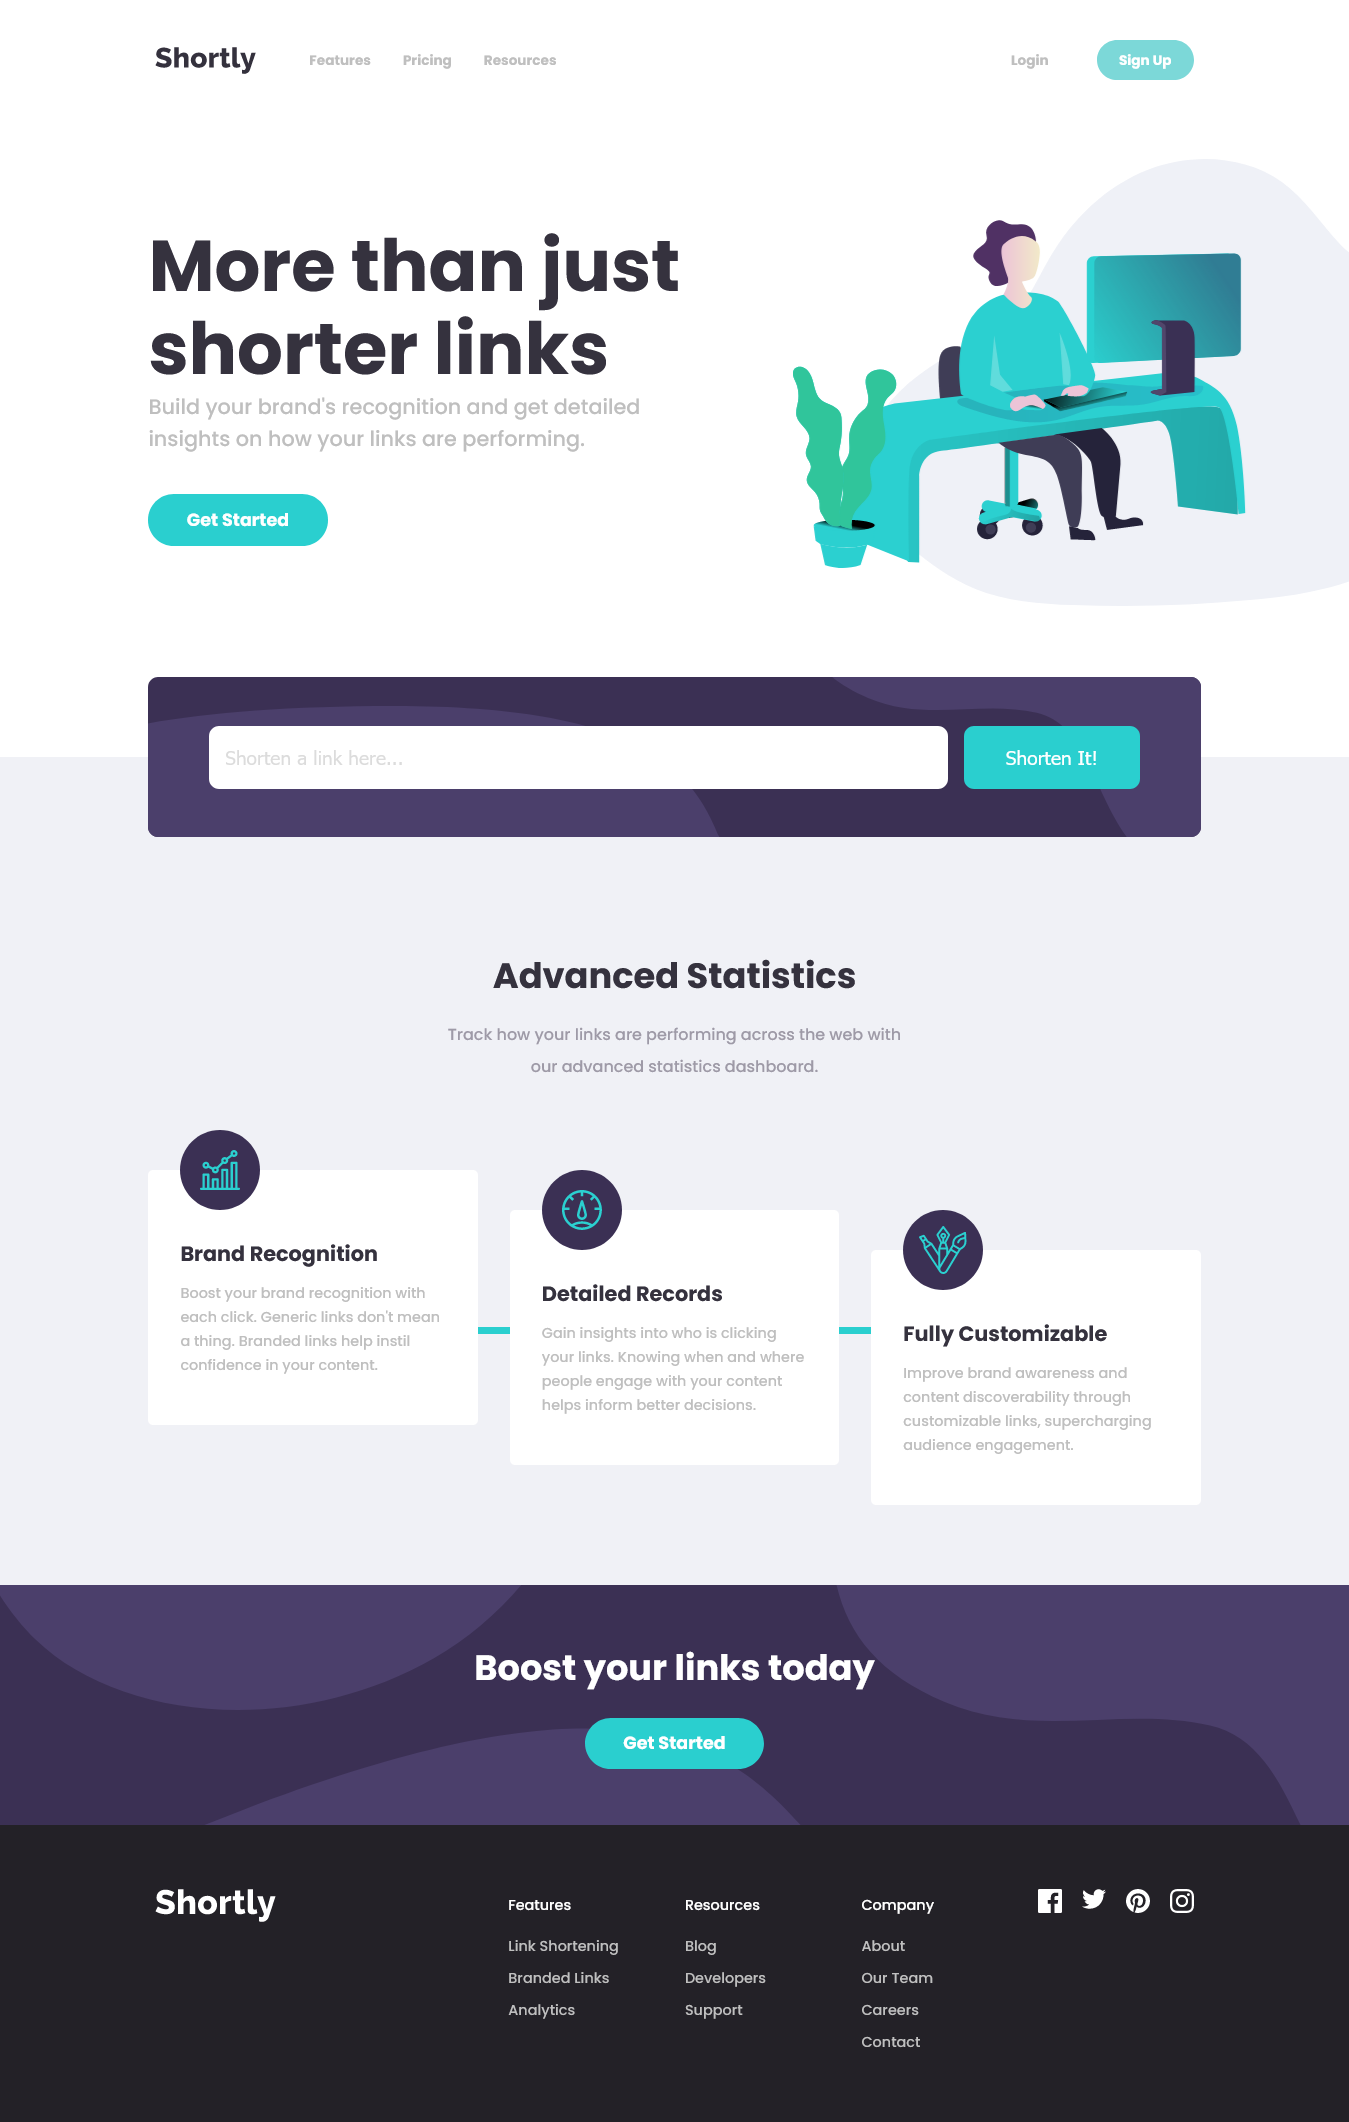 Shortly
Features
Pricing
Resources
Login
Sign Up
More than just
shorter links
Build your brand's recognition and get detailed
insights on how your links are performing.
Get Started
Shorten a link here...
Shorten It!
Advanced Statistics
Track how your links are performing across the web with
our advanced statistics dashboard.
Brand Recognition
Boost your brand recognition with
each click. Generic links don't mean
a thing. Branded links help instil
confidence in your content.
Detailed Records
Gain insights into who is clicking
your links. Knowing when and where
people engage with your content
helps inform better decisions.
Fully Customizable
Improve brand awareness and
content discoverability through
customizable links, supercharging
audience engagement.
Boost your links today
Get Started
Shortly
Features
Link Shortening
Branded Links
Analytics
Resources
Blog
Developers
Support
Company
About
Our Team
Careers
Contact